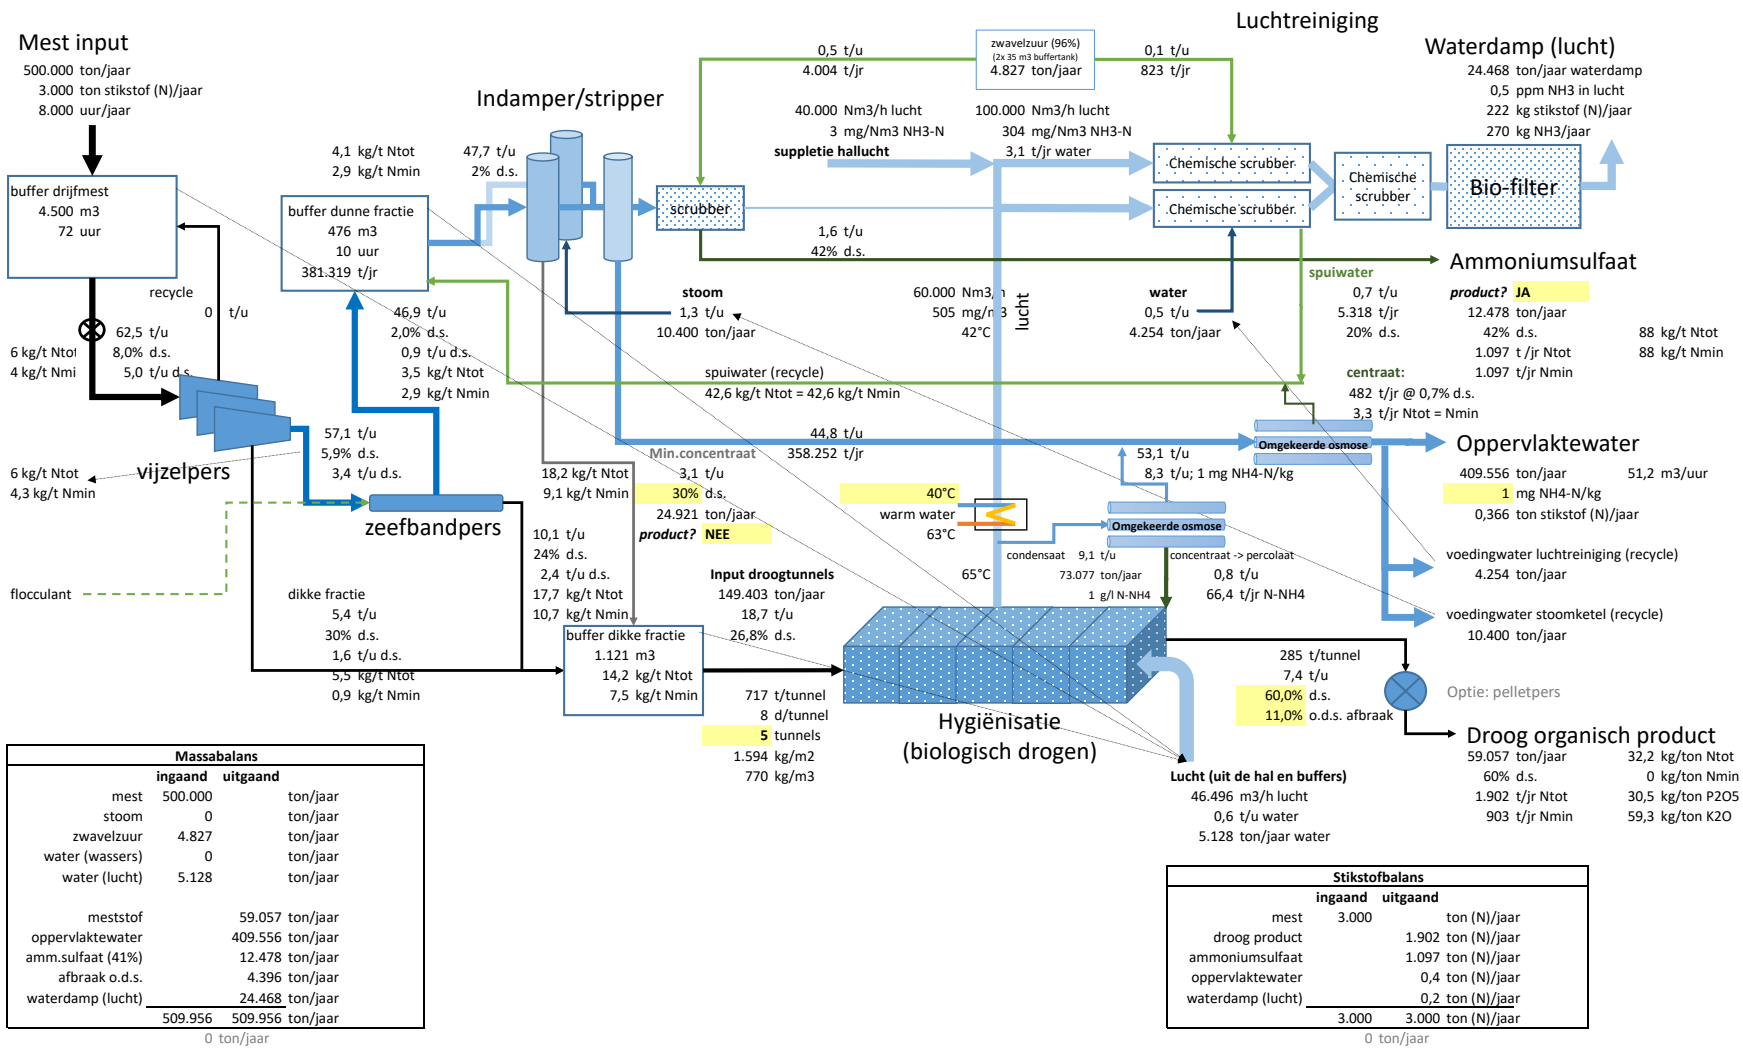 Mest input
500.000 ton/jaar
3.000 ton stikstof (N)/jaar
8.000 uur/jaar
buffer drijfmest
4.500 m3
72 uur
recycle
0 t/u
62,5 t/u
8,0% d.s.
5,0 t/u d.s.
6 kg/t Ntot
4 kg/t Nmi
vijzelpers
6 kg/t Ntot
4,3 kg/t Nmin
57,1 t/u
5,9% d.s.
3,4 t/u d.s.
flocculant
zeefbandpers
dikke fractie
5,4 t/u
30% d.s.
1,6 t/u d.s.
5,5 kg/t Ntot
0,9 kg/t Nmin
4,1 kg/t Ntot
2,9 kg/t Nmin
buffer dunne fractie
476 m3
10 uur
381.319 t/jr
46,9 t/u
2,0% d.s.
0,9 t/u d.s.
3,5 kg/t Ntot
2,9 kg/t Nmin
Indamper/stripper
47,7 t/u
2% d.s.
scrubber
0,5 t/u
4.004 t/jr
zwavelzuur (96%)
(2x 35 m3 buffertank)
4.827 ton/jaar
0,1 t/u
823 t/jr
Luchtreiniging
40.000 Nm3/h lucht
3 mg/Nm3 NH3-N
suppletie hallucht
100.000 Nm3/h lucht
304 mg/Nm3 NH3-N
3,1 t/jr water
Chemische scrubber
Chemische scrubber
Chemische
scrubber
Bio-filter
Waterdamp (lucht)
24.468 ton/jaar waterdamp
0,5 ppm NH3 in lucht
222 kg stikstof (N)/jaar
270 kg NH3/jaar
1,6 t/u
42% d.s.
stoom
1,3 t/u
10.400 ton/jaar
60.000 Nm3/h
505 mg/m3
42°C
lucht
water
0,5 t/u
4.254 ton/jaar
spuiwater
0,7 t/u
5.318 t/jr
20% d.s.
Ammoniumsulfaat
product? JA
12.478 ton/jaar
42% d.s.
88 kg/t Ntot
1.097 t /jr Ntot
88 kg/t Nmin
1.097 t/jr Nmin
spuiwater (recycle)
42,6 kg/t Ntot = 42,6 kg/t Nmin
centraat:
482 t/jr @ 0,7% d.s.
3,3 t/jr Ntot = Nmin
44,8 t/u
358.252 t/jr
Omgekeerde osmose
53,1 t/u
8,3 t/u; 1 mg NH4-N/kg
Oppervlaktewater
409.556 ton/jaar
51,2 m3/uur
1 mg NH4-N/kg
0,366 ton stikstof (N)/jaar
Min.concentraat
18,2 kg/t Ntot
9,1 kg/t Nmin
3,1 t/u
30% d.s.
24.921 ton/jaar
product? NEE
40°C
warm water
63°C
Omgekeerde osmose
condensaat 9,1 t/u
73.077 ton/jaar
1 g/l N-NH4
65°C
concentraat -> percolaat
0,8 t/u
66,4 t/jr N-NH4
voedingwater luchtreiniging (recycle)
4.254 ton/jaar
voedingwater stoomketel (recycle)
10.400 ton/jaar
10,1 t/u
24% d.s.
2,4 t/u d.s.
17,7 kg/t Ntot
10,7 kg/t Nmin
Input droogtunnels
149.403 ton/jaar
18,7 t/u
26,8% d.s.
buffer dikke fractie
1.121 m3
14,2 kg/t Ntot
7,5 kg/t Nmin
717 t/tunnel
8 d/tunnel
5 tunnels
1.594 kg/m2
770 kg/m3
Hygiënisatie
(biologisch drogen)
285 t/tunnel
7,4 t/u
60,0% d.s.
11,0% o.d.s. afbraak
Optie: pelletpers
Lucht (uit de hal en buffers)
46.496 m3/h lucht
0,6 t/u water
5.128 ton/jaar water
Droog organisch product
59.057 ton/jaar
32,2 kg/ton Ntot
60% d.s.
0 kg/ton Nmin
1.902 t/jr Ntot
30,5 kg/ton P2O5
903 t/jr Nmin
59,3 kg/ton K2O
Massabalans
ingaand uitgaand
mest 500.000 ton/jaar
stoom 0 ton/jaar
zwavelzuur 4.827 ton/jaar
water (wassers) 0 ton/jaar
water (lucht) 5.128 ton/jaar
meststof 59.057 ton/jaar
oppervlaktewater 409.556 ton/jaar
amm.sulfaat (41%) 12.478 ton/jaar
afbraak o.d.s. 4.396 ton/jaar
waterdamp (lucht) 24.468 ton/jaar
509.956 509.956 ton/jaar
0 ton/jaar
Stikstofbalans
ingaand uitgaand
mest 3.000 ton (N)/jaar
droog product 1.902 ton (N)/jaar
ammoniumsulfaat 1.097 ton (N)/jaar
oppervlaktewater 0,4 ton (N)/jaar
waterdamp (lucht) 0,2 ton (N)/jaar
3.000 3.000 ton (N)/jaar
0 ton/jaar